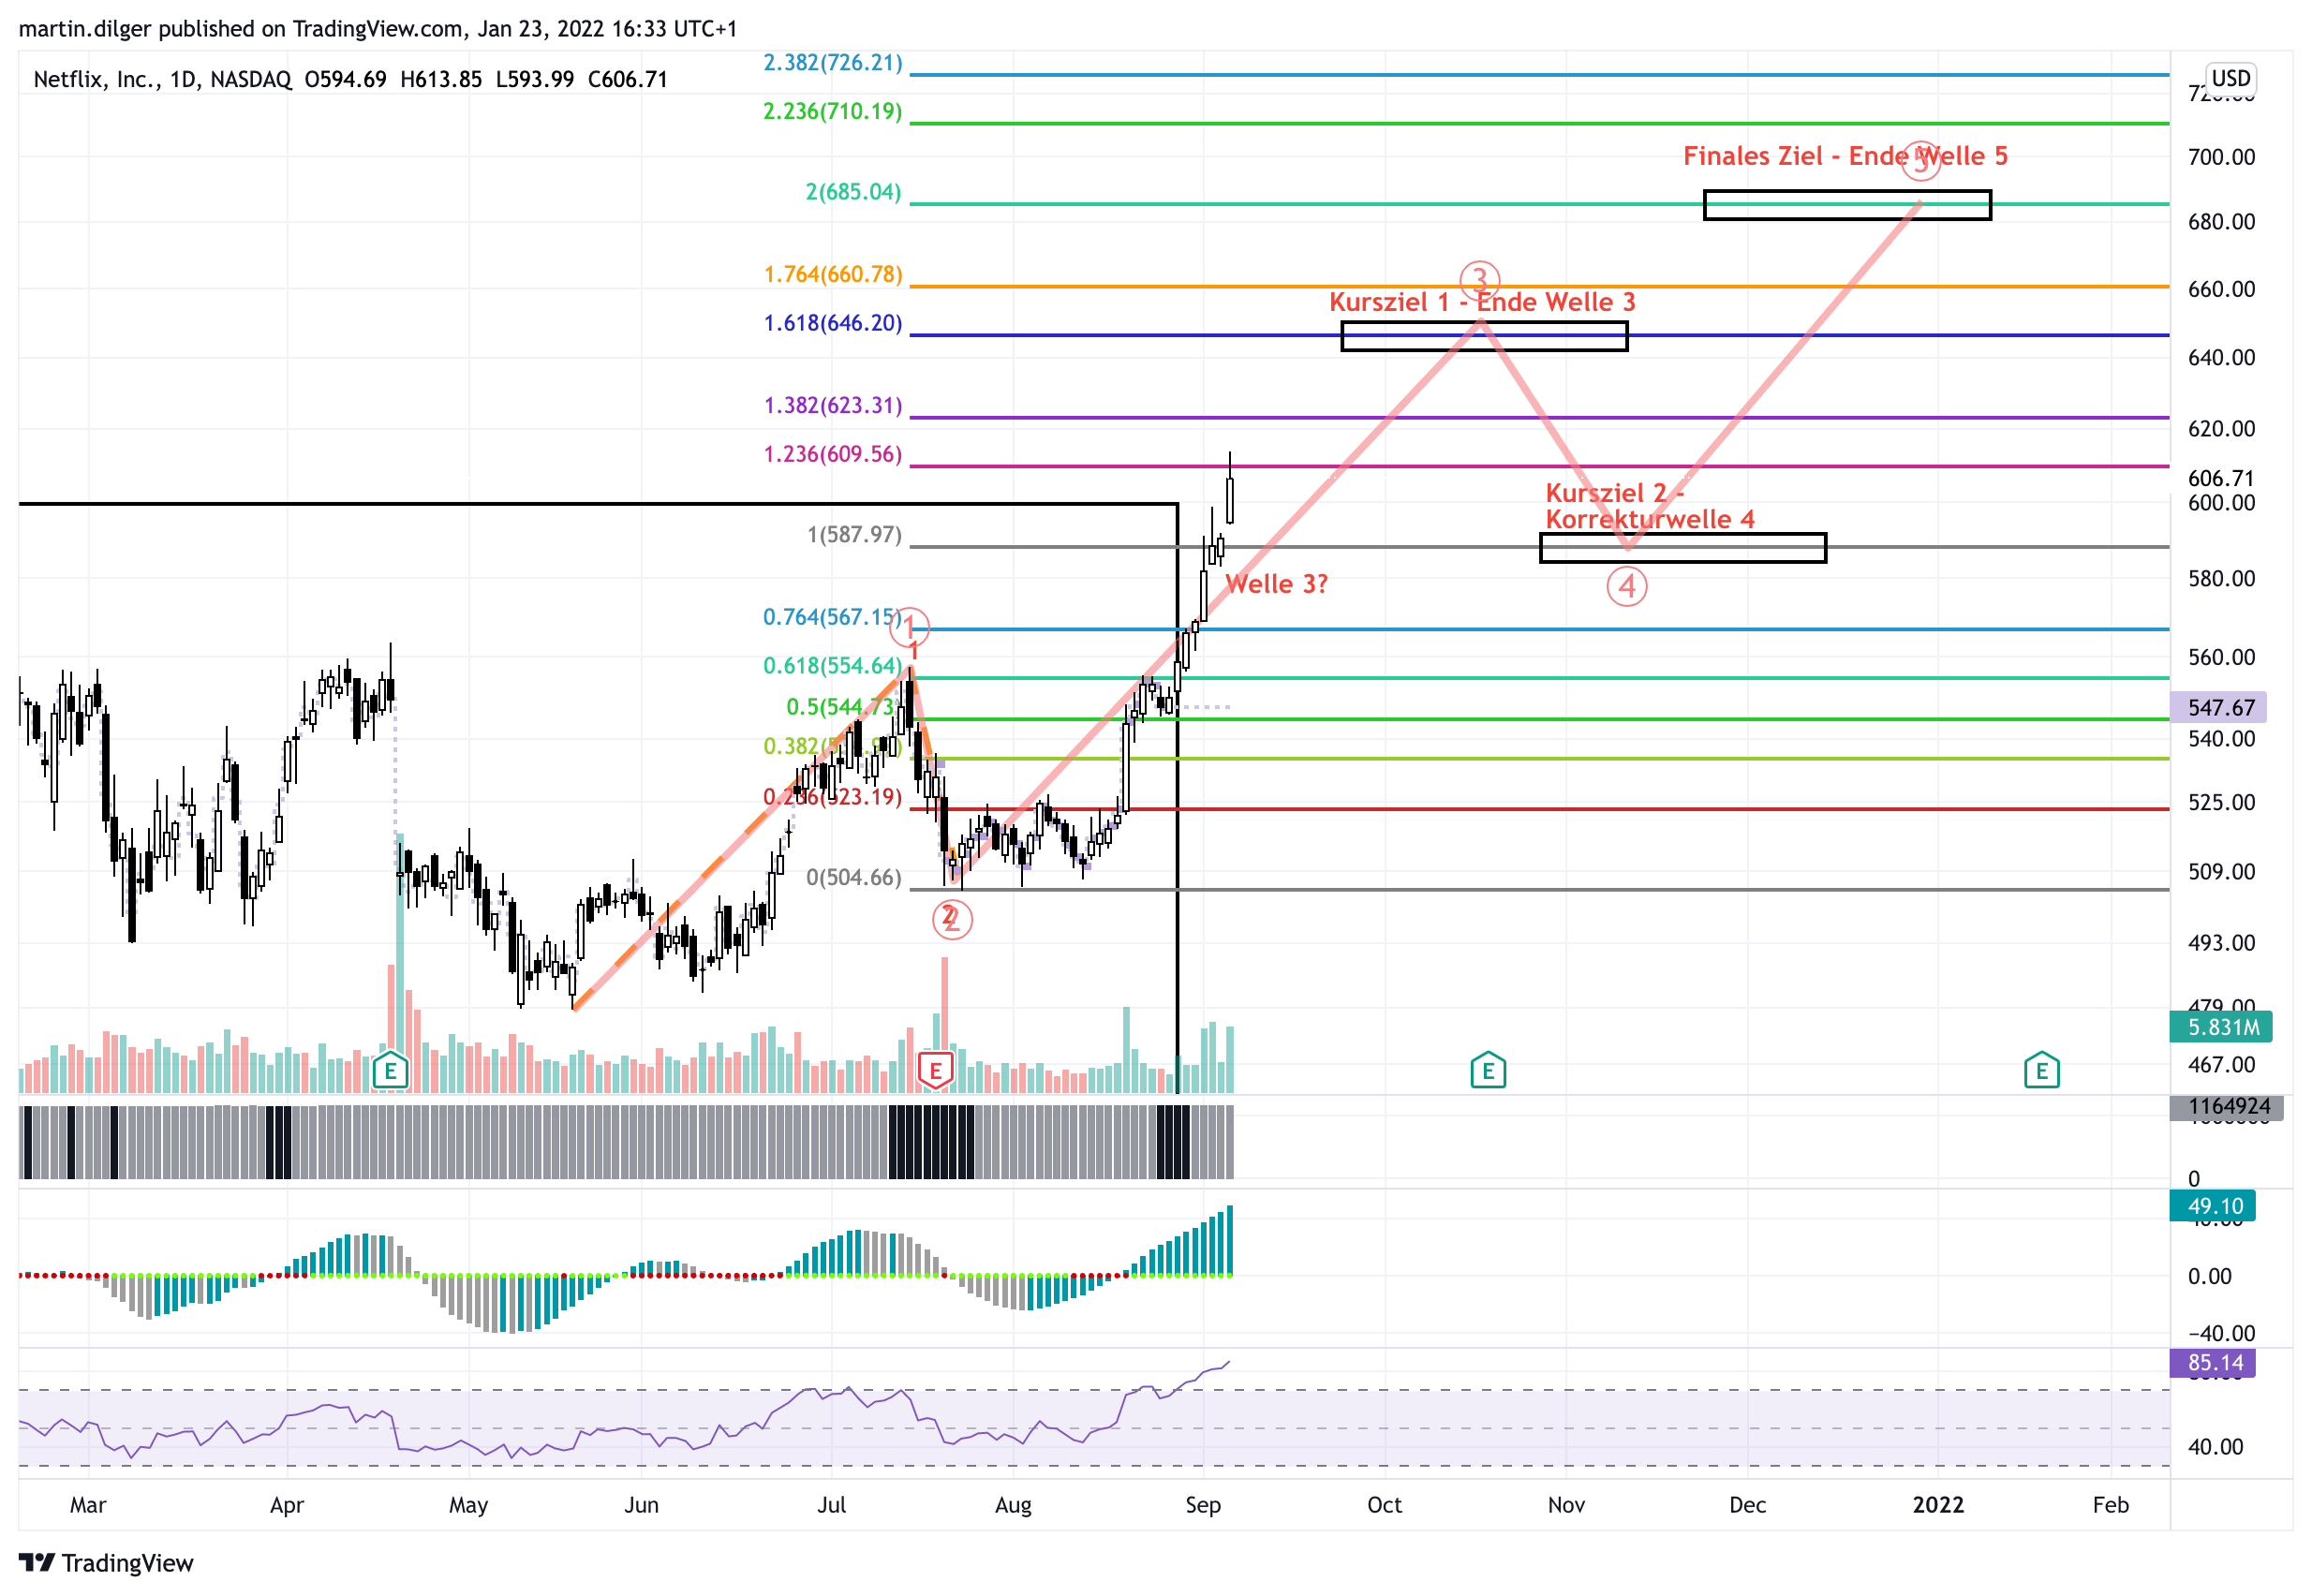 martin.dilger published on TradingView.com, Jan 23, 2022 16:33 UTC+1
Netflix, Inc., 1D, NASDAQ O594.69 H613.85 L593.99 C606.71
USD
2.382(726.21)
2.236(710.19)
700.00
Finales Ziel - Ende Welle 5
5
2(685.04)
680.00
1.764(660.78)
3
660.00
Kursziel 1 - Ende Welle 3
1.618(646.20)
640.00
1.382(623.31)
620.00
1.236(609.56)
606.71
Kursziel 2 -
600.00
Korrekturwelle 4
1(587.97)
580.00
Welle 3?
4
0.764(567.15)
1
1
0.618(554.64)
560.00
0.5(544.73
547.67
540.00
0.236(523.19)
525.00
0(504.66)
509.00
2
2
493.00
479.00
5.831M
467.00
E
E
E
E
1164924
0
49.10
0.00
−40.00
85.14
40.00
Mar Apr May Jun Jul Aug Sep Oct Nov Dec 2022 Feb
TradingView